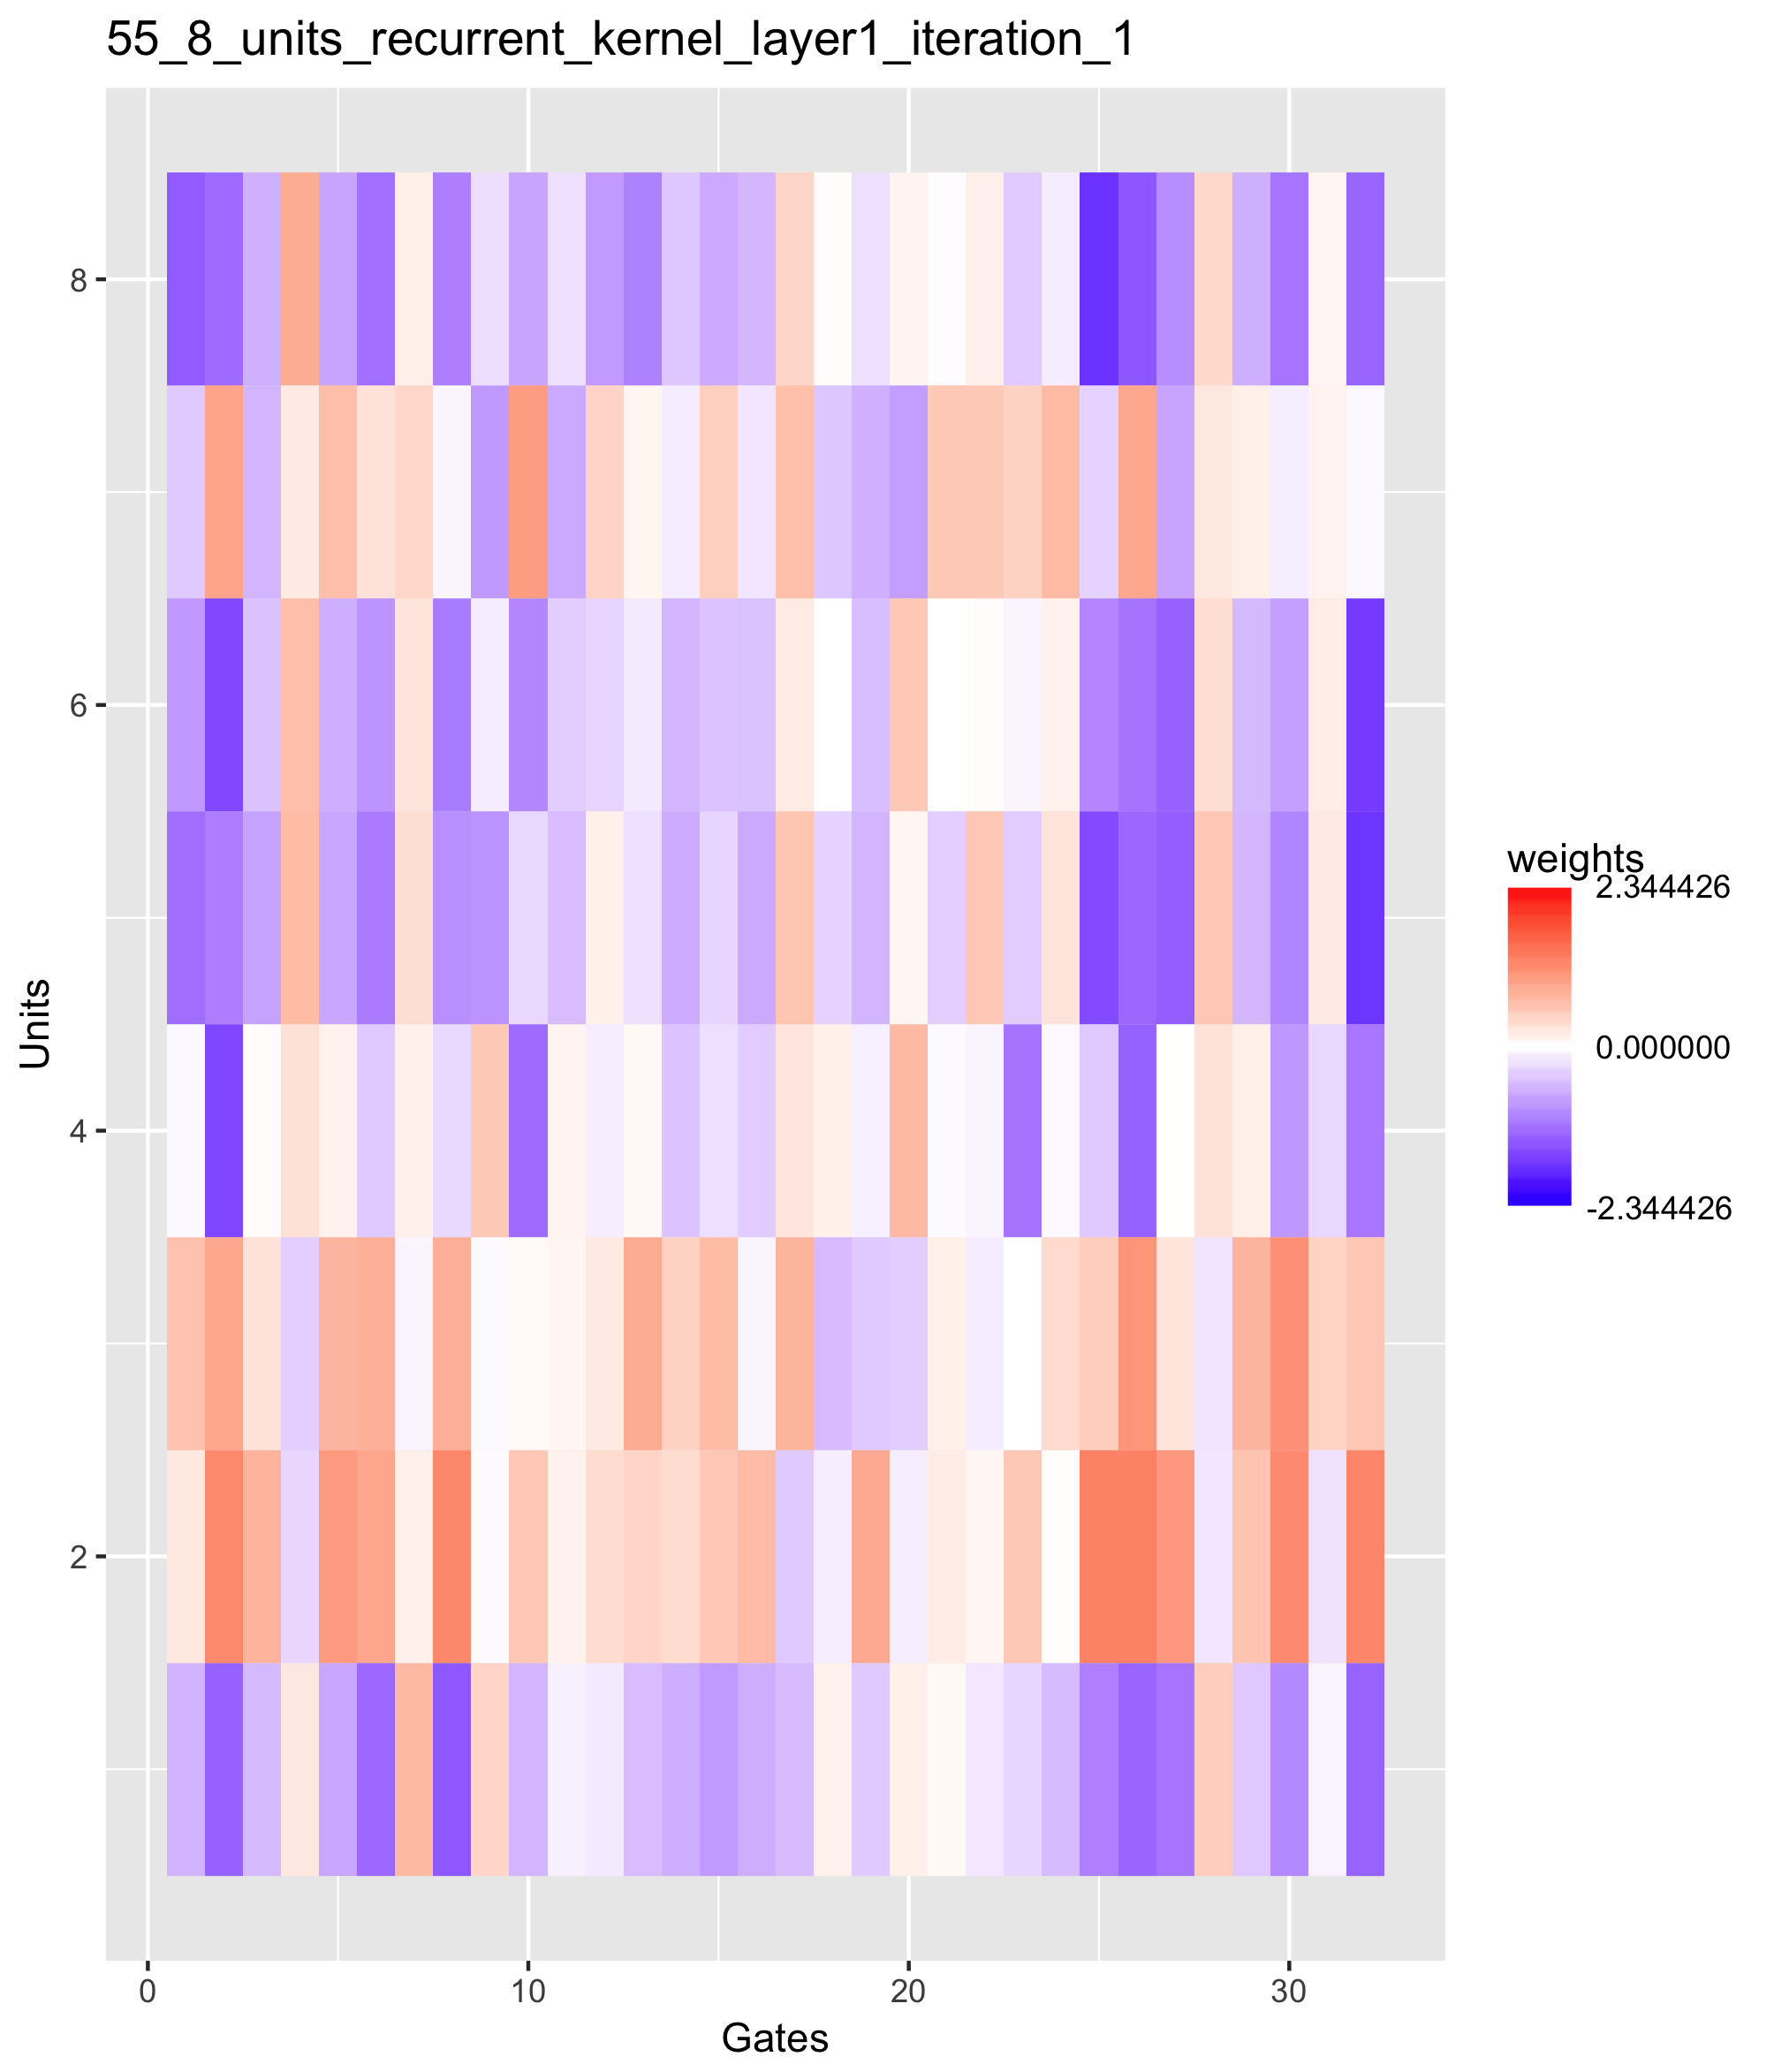 55_8_units_recurrent_kernel_layer1_iteration_1
8
6
4
2
Units
0 10 20 30
Gates
weights
2.344426
0.000000
-2.344426